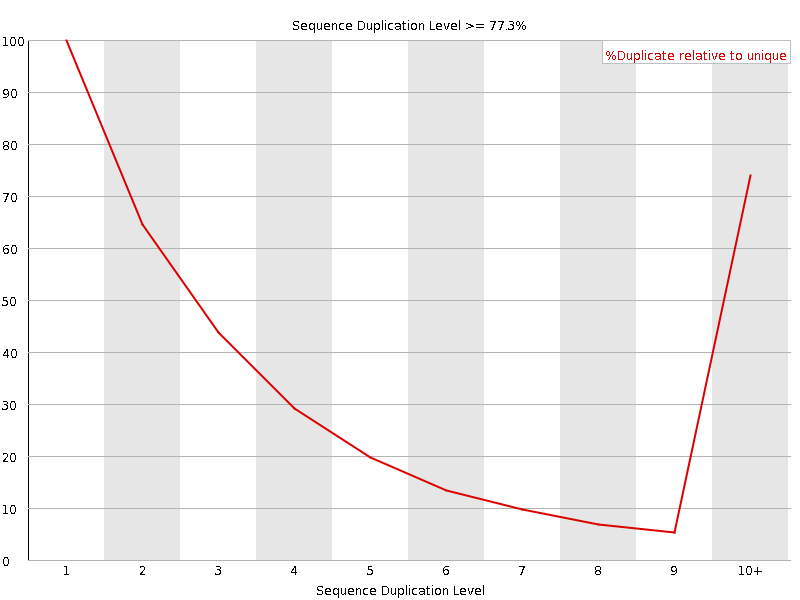 Sequence Duplication Level >= 77.3%
%Duplicate relative to unique
100
90
80
70
60
50
40
30
20
10
0
1 2 3 4 5 6 7 8 9 10+
Sequence Duplication Level